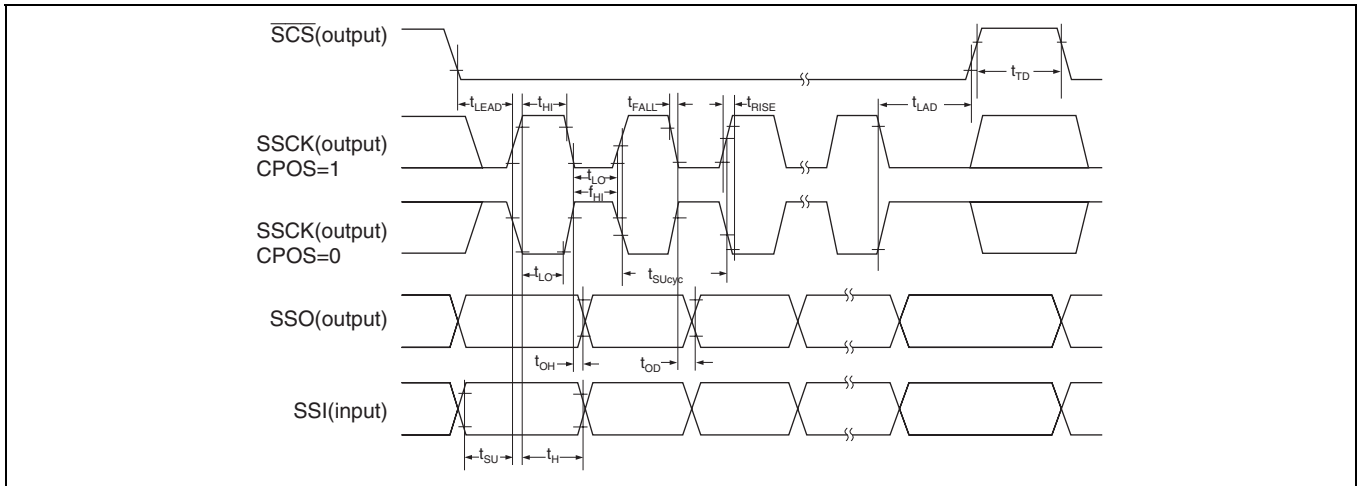 SCS(output)
tTD
tLEAD
tHI
tFALL
tRISE
tLAD
SSCK(output)
CPOS=1
tLO
fHI
SSCK(output)
CPOS=0
tLO
tSUcyc
SSO(output)
tOH
tOD
SSI(input)
tSU
tH